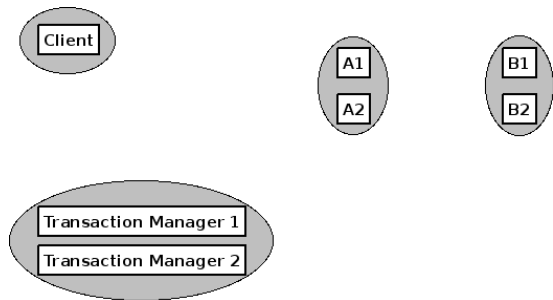 Client
A1
A2
B1
B2
Transaction Manager 1
Transaction Manager 2